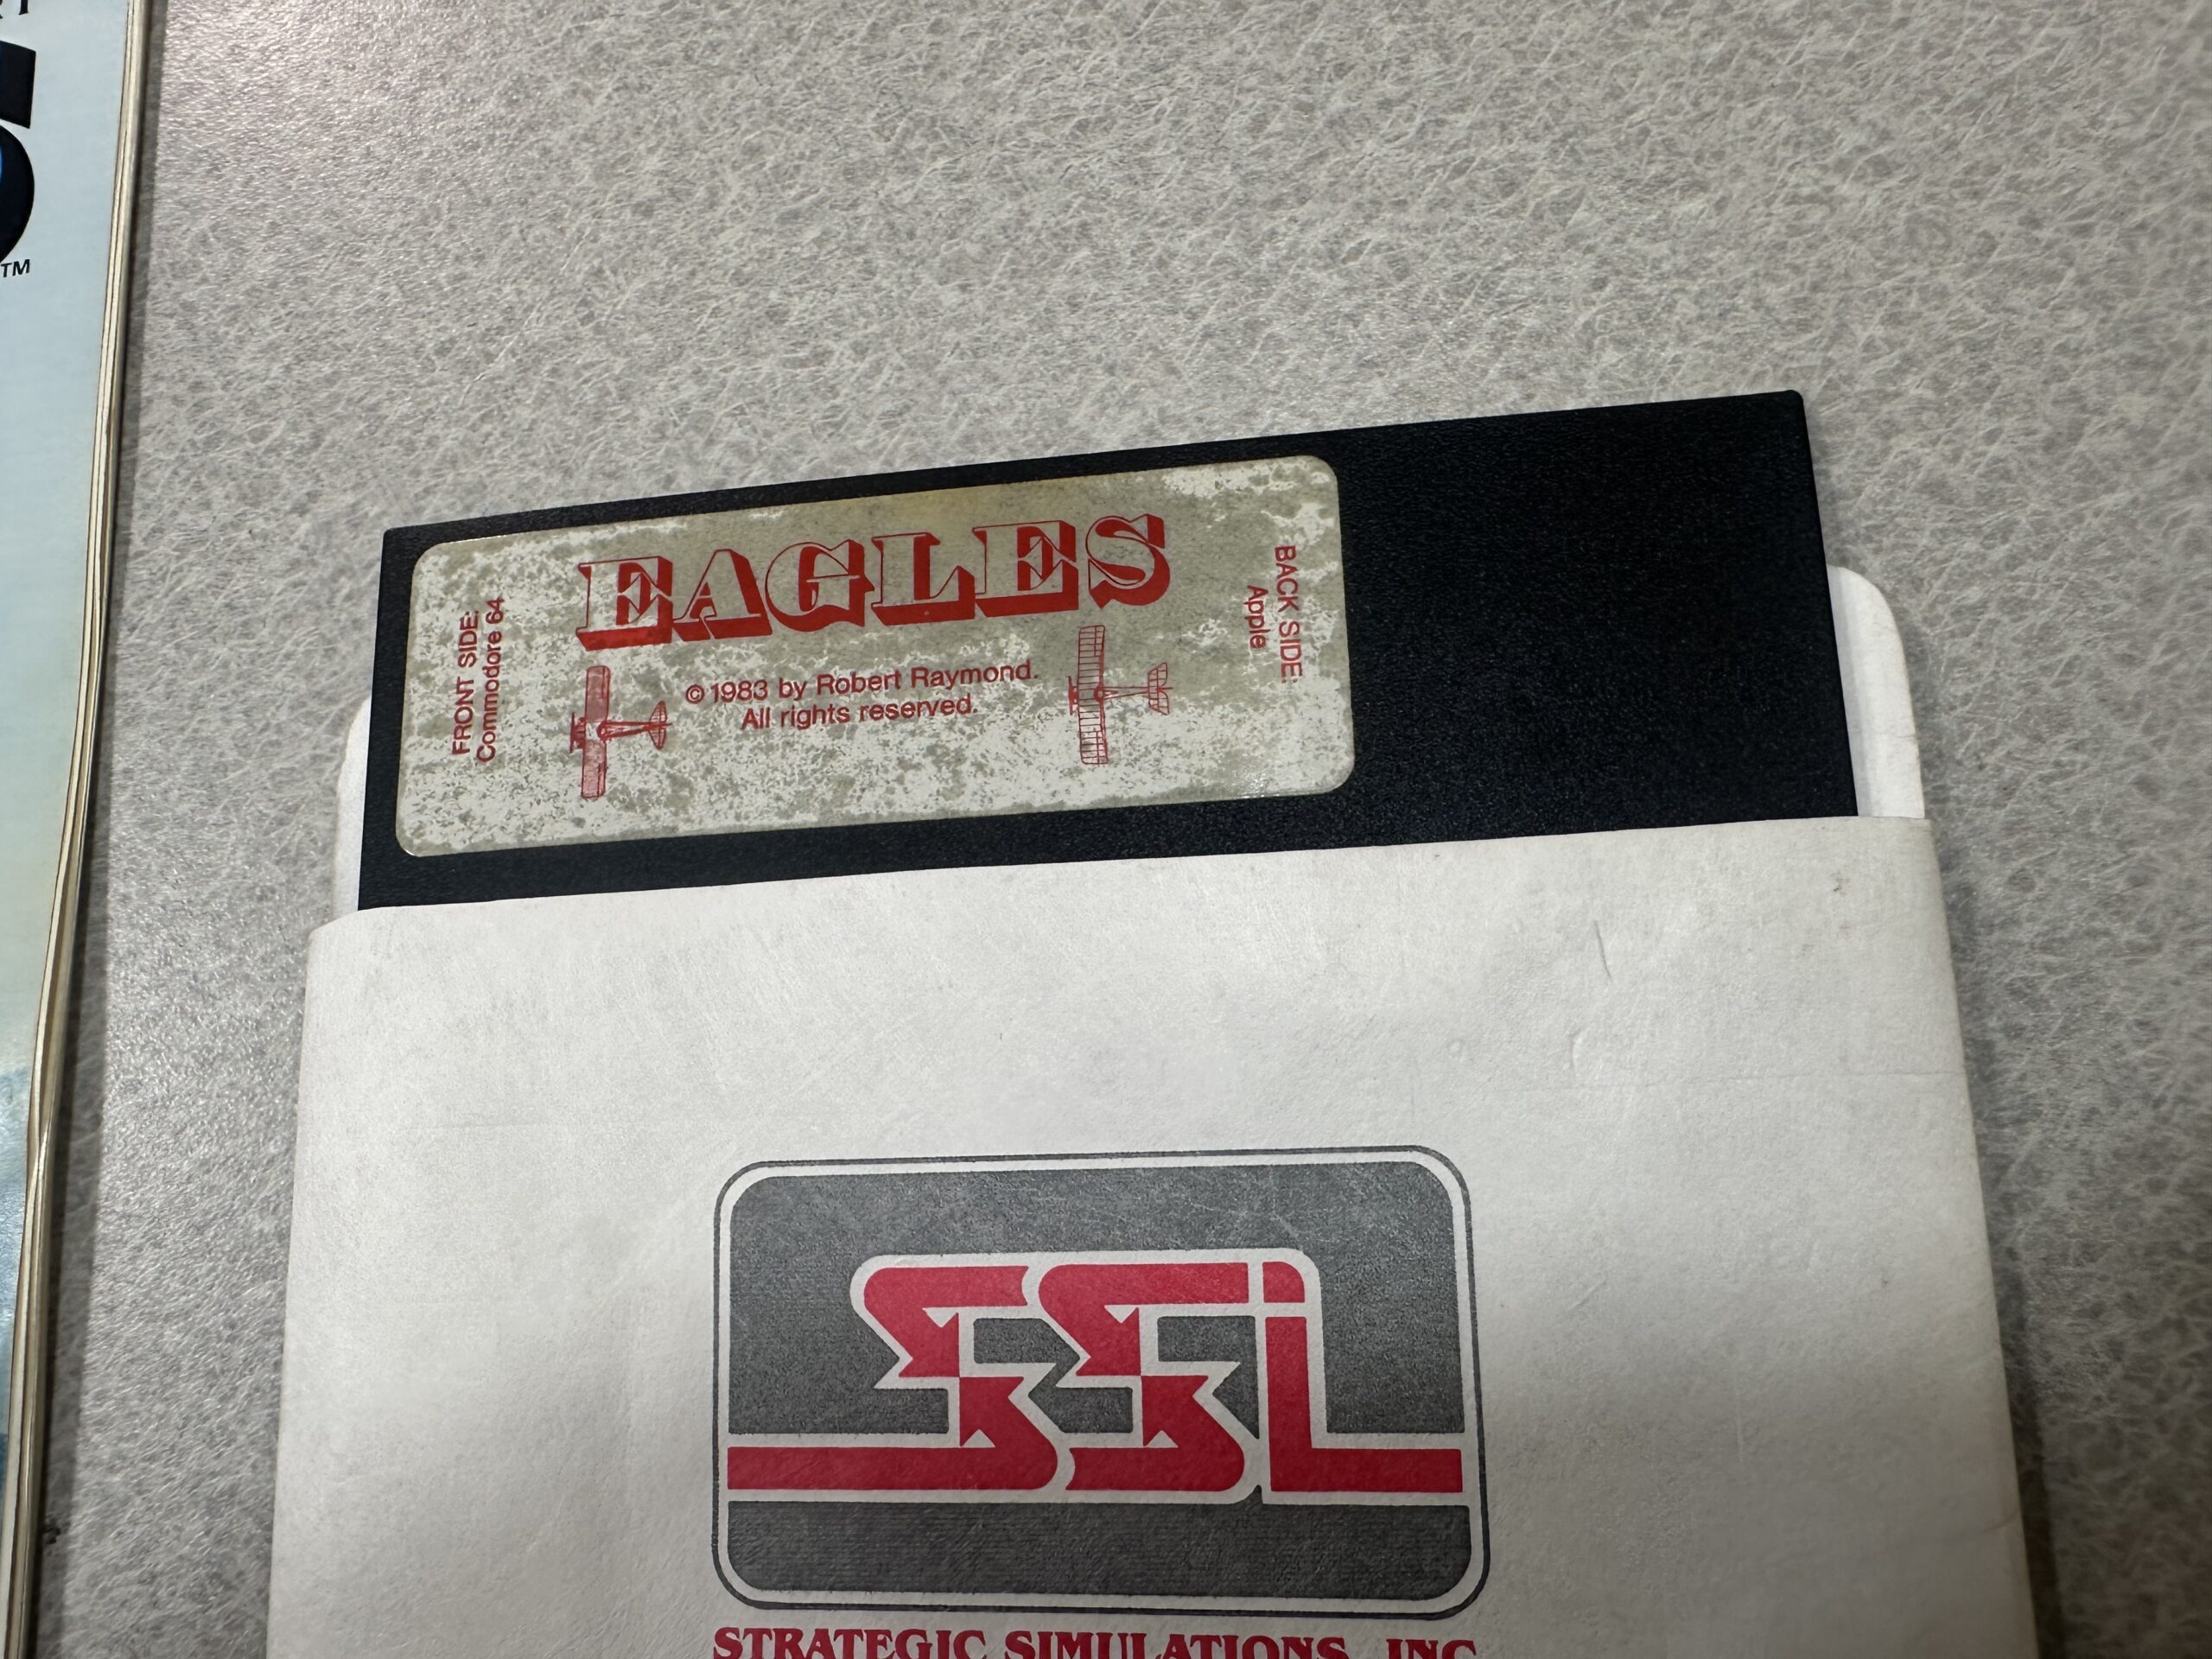 TM
EAGLES
FRONT SIDE:
Commodore 64
© 1983 by Robert Raymond.
All rights reserved.
BACK SIDE:
Apple
SSI
STRATEGIC SIMULATIONS, INC